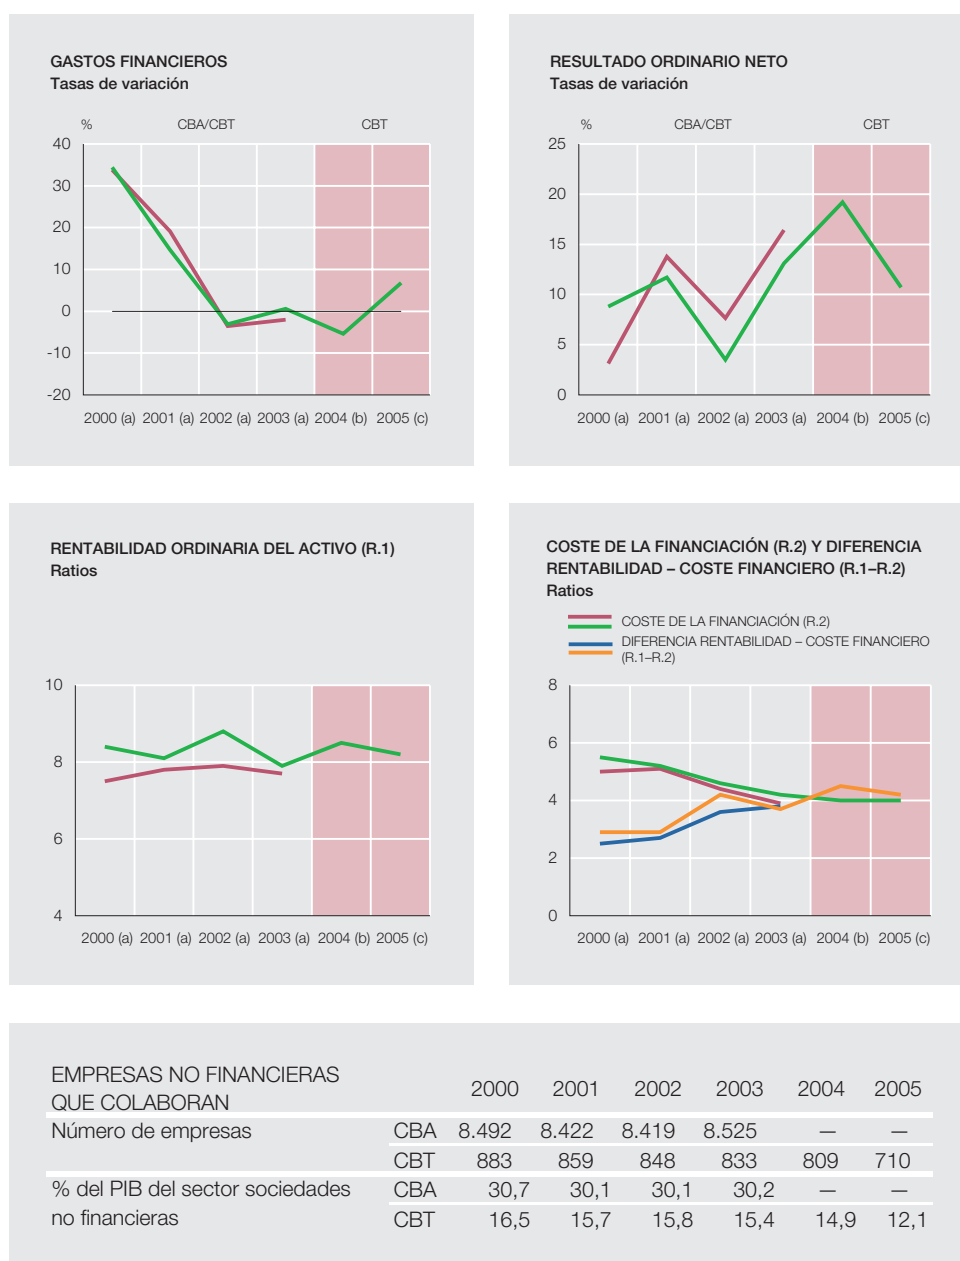 GASTOS FINANCIEROS
Tasas de variación
% CBA/CBT CBT
40
30
20
10
0
-10
-20
2000 (a) 2001 (a) 2002 (a) 2003 (a) 2004 (b) 2005 (c)
RESULTADO ORDINARIO NETO
Tasas de variación
% CBA/CBT CBT
25
20
15
10
5
0
2000 (a) 2001 (a) 2002 (a) 2003 (a) 2004 (b) 2005 (c)
RENTABILIDAD ORDINARIA DEL ACTIVO (R.1)
Ratios
10
8
6
4
2000 (a) 2001 (a) 2002 (a) 2003 (a) 2004 (b) 2005 (c)
COSTE DE LA FINANCIACIÓN (R.2) Y DIFERENCIA
RENTABILIDAD – COSTE FINANCIERO (R.1–R.2)
Ratios
COSTE DE LA FINANCIACIÓN (R.2)
DIFERENCIA RENTABILIDAD – COSTE FINANCIERO
(R.1–R.2)
8
6
4
2
0
2000 (a) 2001 (a) 2002 (a) 2003 (a) 2004 (b) 2005 (c)
EMPRESAS NO FINANCIERAS
QUE COLABORAN 2000 2001 2002 2003 2004 2005
Número de empresas CBA 8.492 8.422 8.419 8.525 — —
CBT 883 859 848 833 809 710
% del PIB del sector sociedades CBA 30,7 30,1 30,1 30,2 — —
no financieras CBT 16,5 15,7 15,8 15,4 14,9 12,1